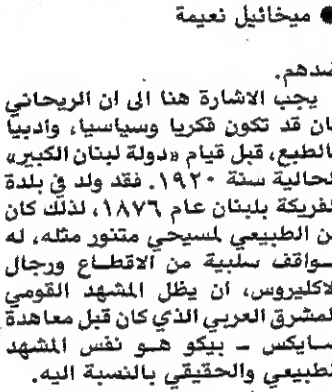 ● ميخائيل نعيمة
ضدهم.
يجب الاشارة هنا الى ان الريحاني
كان قد تكون فكريا وسياسيا، وادبيا
بالطبع، قبل قيام «دولة لبنان الكبير»
الحالية سنة ١٩٢٠. فقد ولد في بلدة
الفريكة بلبنان عام ١٨٧٦، لذلك كان
من الطبيعي لمسيحي متنور مثله، له
مواقف سلبية من الاقطاع ورجال
الاكليروس، ان يظل المشهد القومي
للمشرق العربي الذي كان قبل معاهدة
سايكس - بيكو هو نفس المشهد
الطبيعي والحقيقي بالنسبة اليه.